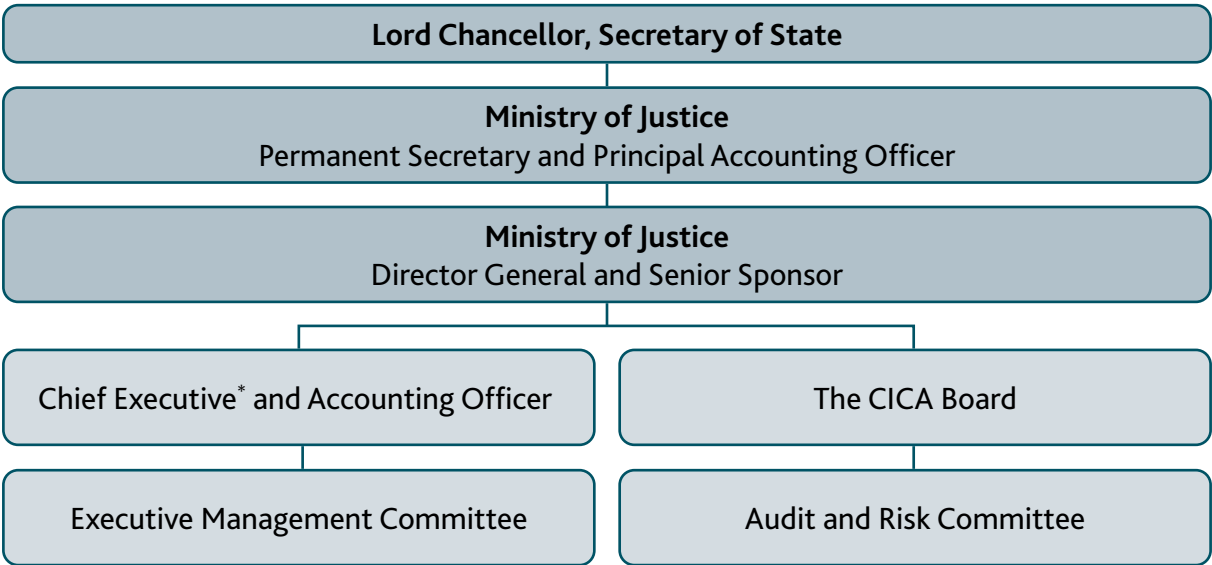 Lord Chancellor, Secretary of State
Ministry of Justice
Permanent Secretary and Principal Accounting Officer
Ministry of Justice
Director General and Senior Sponsor
Chief Executive* and Accounting Officer
The CICA Board
Executive Management Committee
Audit and Risk Committee